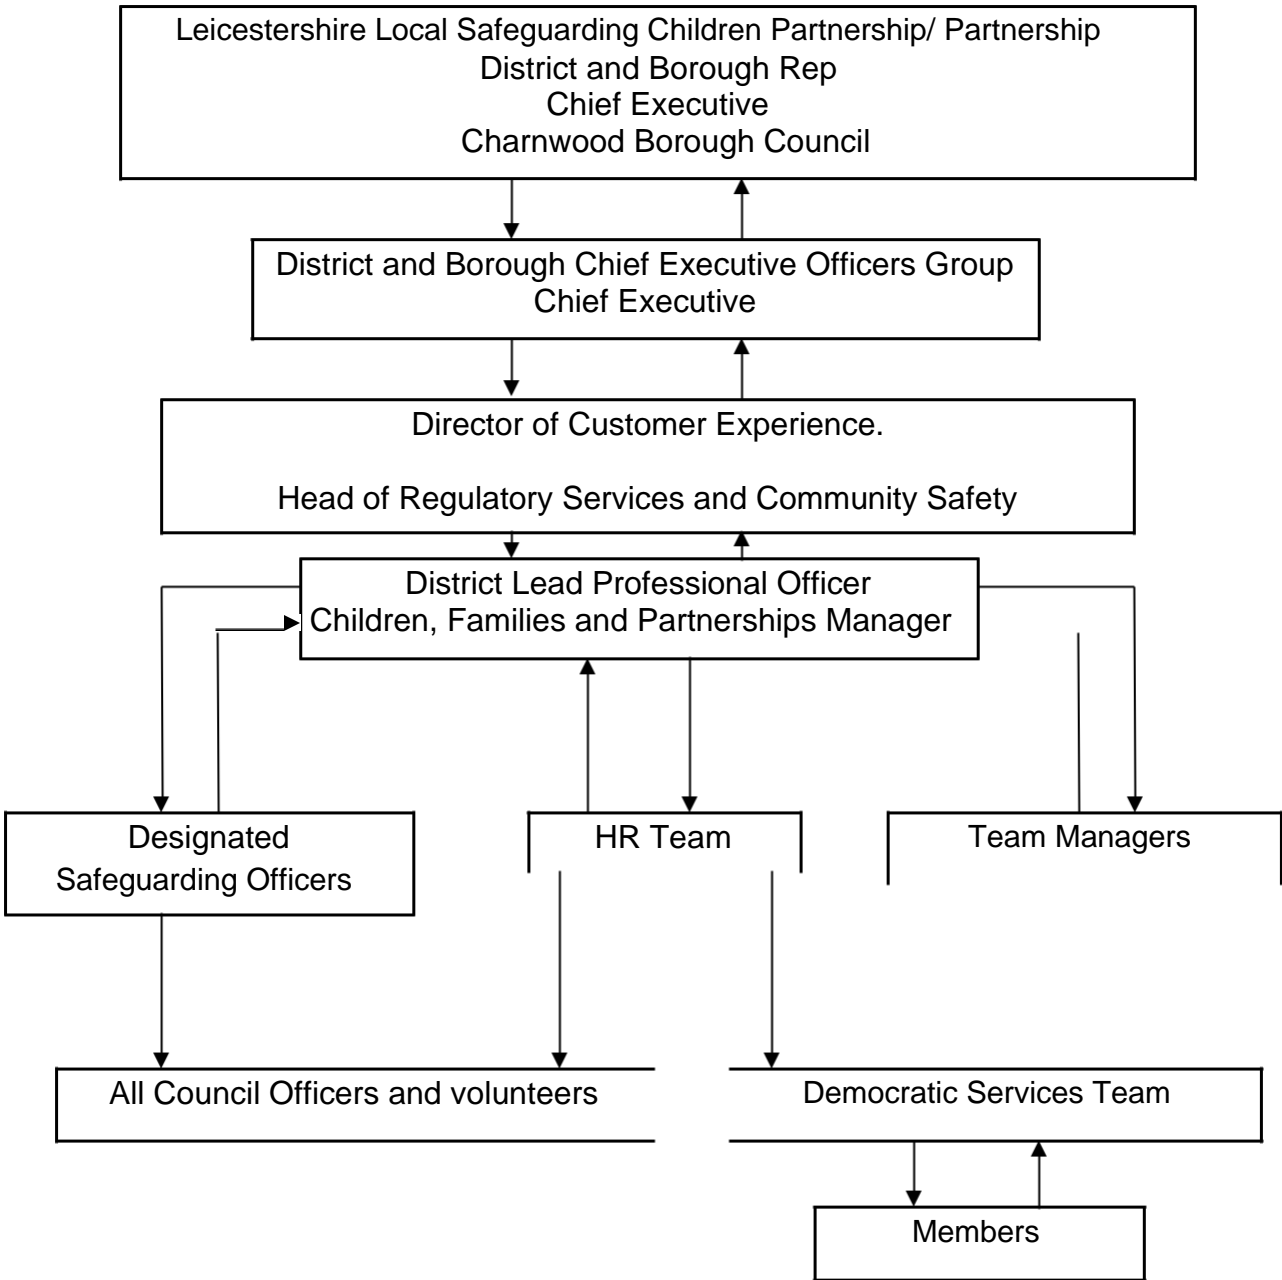 Leicestershire Local Safeguarding Children Partnership/ Partnership
District and Borough Rep
Chief Executive
Charnwood Borough Council
District and Borough Chief Executive Officers Group
Chief Executive
Director of Customer Experience.
Head of Regulatory Services and Community Safety
District Lead Professional Officer
Children, Families and Partnerships Manager
Designated
Safeguarding Officers
HR Team
Team Managers
All Council Officers and volunteers
Democratic Services Team
Members